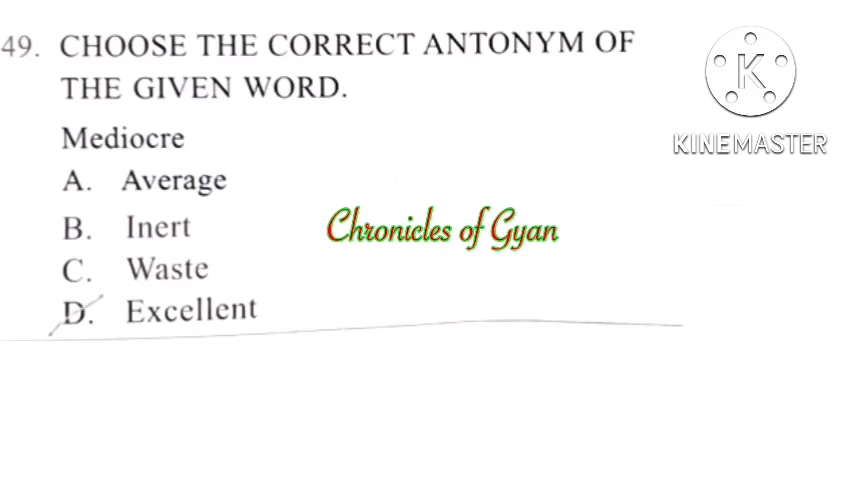 49. CHOOSE THE CORRECT ANTONYM OF
THE GIVEN WORD.
Mediocre
A. Average
B. Inert
C. Waste
D. Excellent
Chronicles of Gyan
K
KINEMASTER